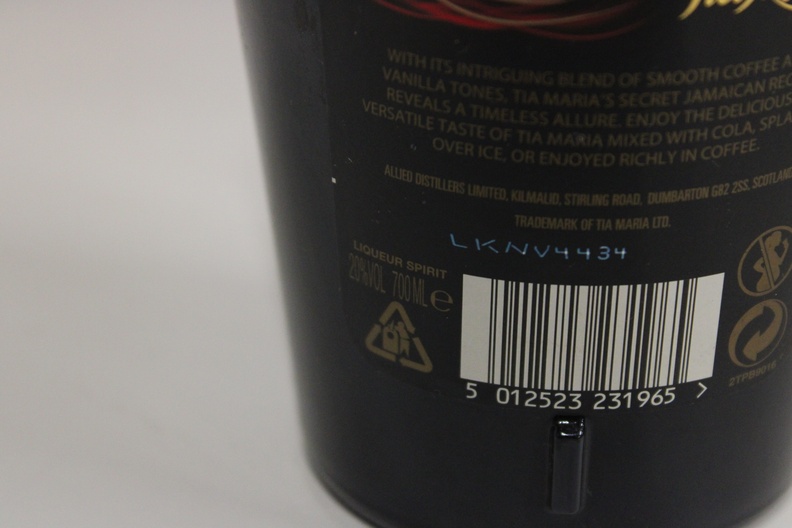 WITH ITS INTRIGUING BLEND OF SMOOTH COFFEE A
VANILLA TONES, TIA MARIA'S SECRET JAMAICAN REC
REVEALS A TIMELESS ALLURE. ENJOY THE DELICIOUS
VERSATILE TASTE OF TIA MARIA MIXED WITH COLA, SPLA
OVER ICE, OR ENJOYED RICHLY IN COFFEE.
ALLIED DISTILLERS LIMITED, KILMALID, STIRLING ROAD, DUMBARTON G82 2SS. SCOTLAND
TRADEMARK OF TIA MARIA LTD.
LKNV4434
LIQUEUR SPIRIT
20%VOL 700 ML e
5 012523 231965 >